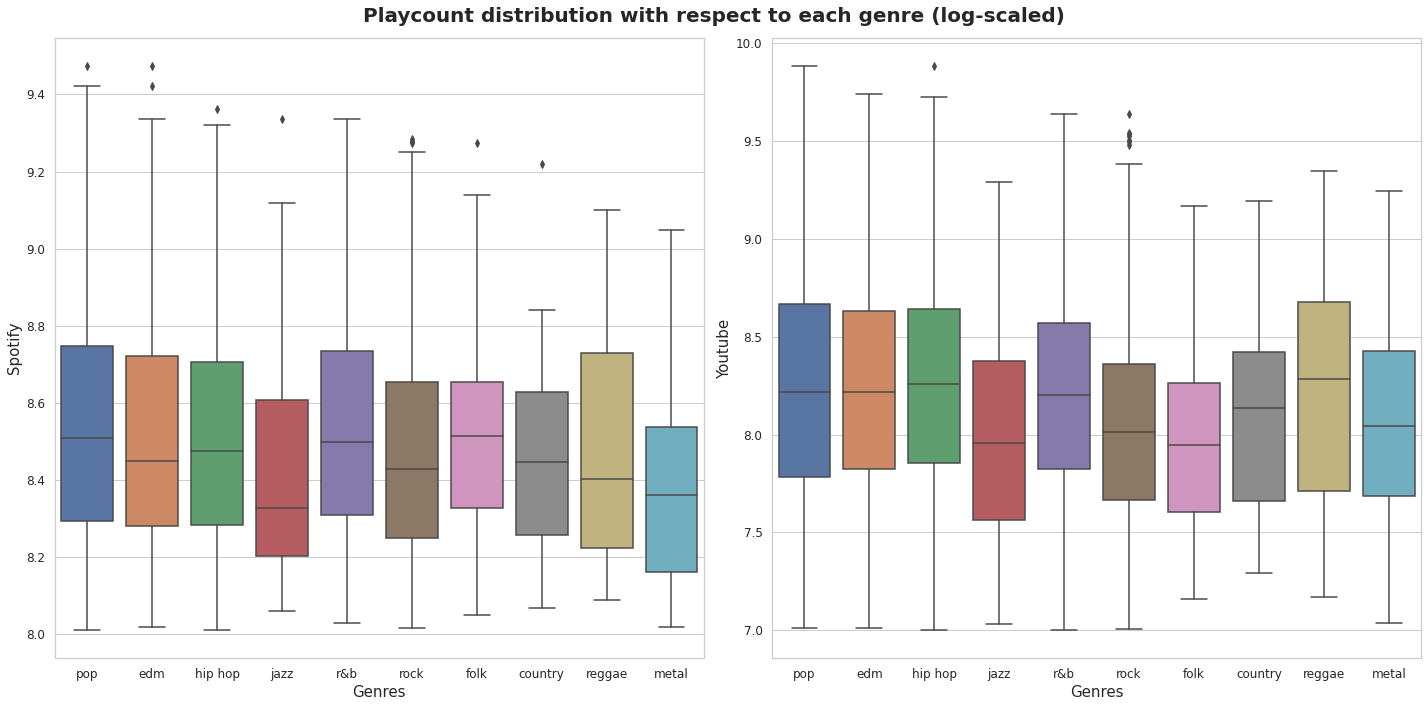 Playcount distribution with respect to each genre (log-scaled)
Spotify
9.4
9.2
9.0
8.8
8.6
8.4
8.2
8.0
pop edm hip hop jazz r&b rock folk country reggae metal
Genres
Youtube
10.0
9.5
9.0
8.5
8.0
7.5
7.0
pop edm hip hop jazz r&b rock folk country reggae metal
Genres